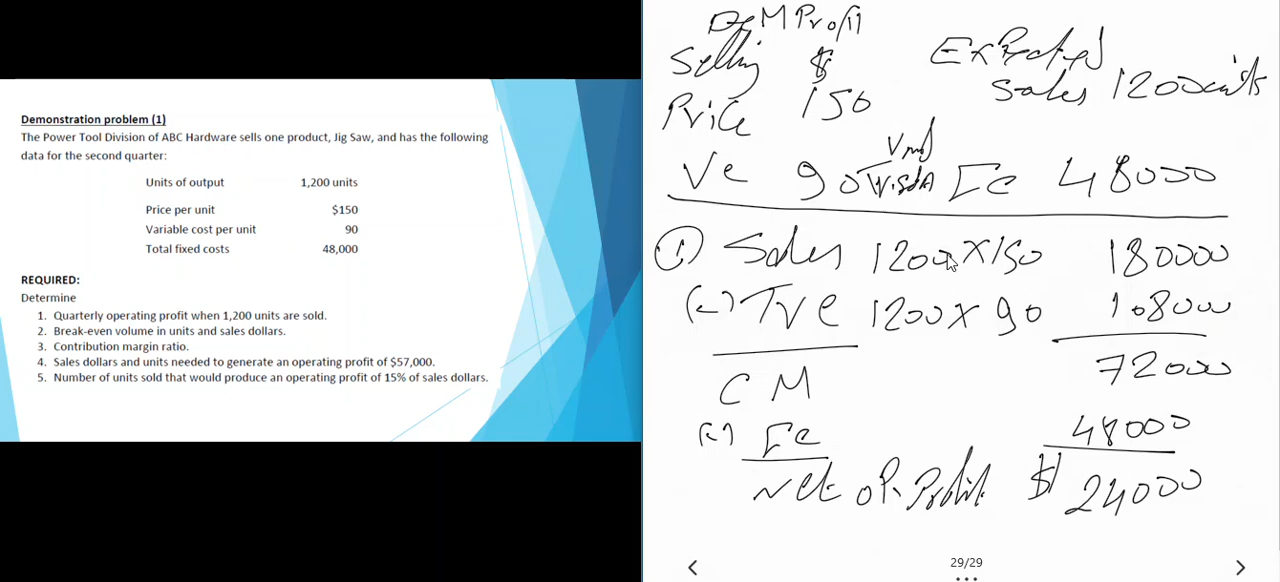 Demonstration problem (1)
The Power Tool Division of ABC Hardware sells one product, Jig Saw, and has the following
data for the second quarter:
Units of output 1,200 units
Price per unit $150
Variable cost per unit 90
Total fixed costs 48,000
REQUIRED:
Determine
1. Quarterly operating profit when 1,200 units are sold.
2. Break-even volume in units and sales dollars.
3. Contribution margin ratio.
4. Sales dollars and units needed to generate an operating profit of $57,000.
5. Number of units sold that would produce an operating profit of 15% of sales dollars.
Profit
Selling $ Expected
Price 150 sales 1200 units
Vc 90 Fc 48000
(1) Sales 1200 X 150 180000
(-) TVC 1200 X 90 108000
CM 72000
(-) Fc 48000
Net oP. Profit $ 24000
29/29